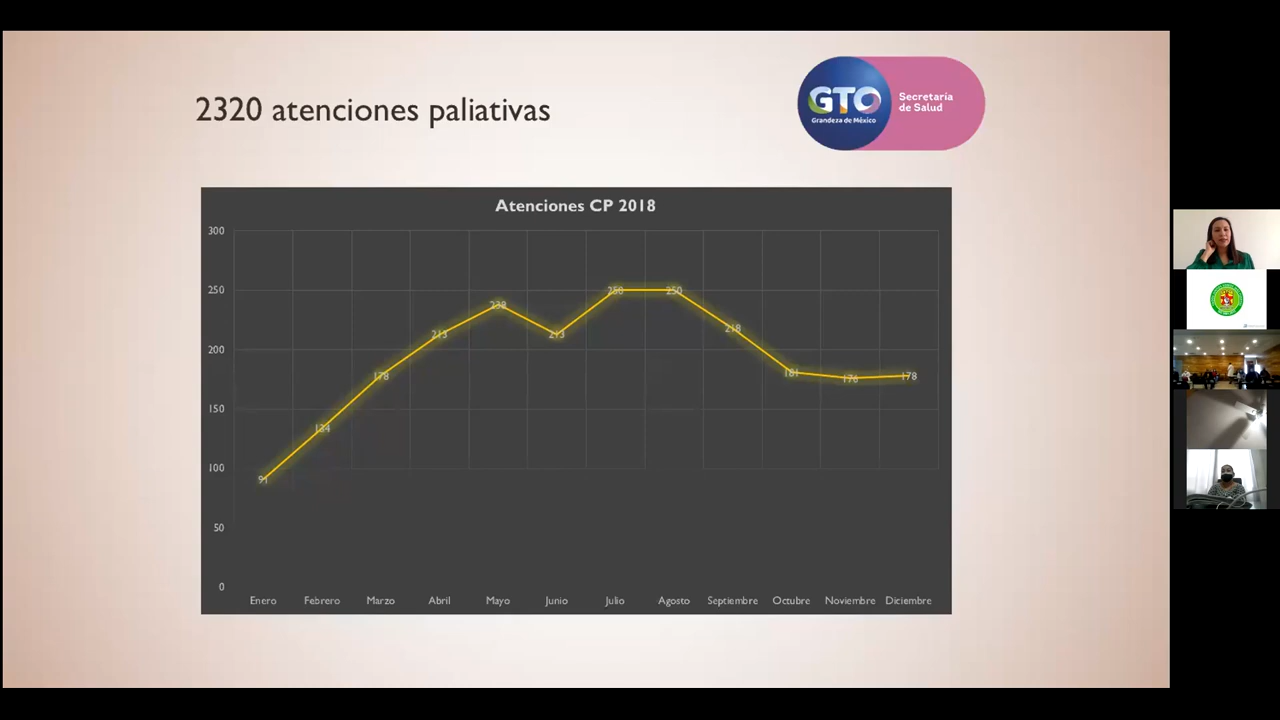 2320 atenciones paliativas
GTO
Grandeza de México
Secretaría
de Salud
Atenciones CP 2018
300
250
200
150
100
50
0
91
134
178
213
238
213
250
250
218
181
176
178
Enero Febrero Marzo Abril Mayo Junio Julio Agosto Septiembre Octubre Noviembre Diciembre